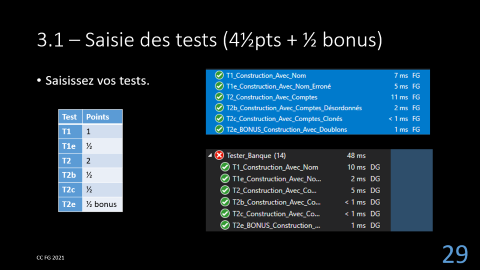 3.1 – Saisie des tests (4½pts + ½ bonus)
• Saisissez vos tests.
Test Points
T1 1
T1e ½
T2 2
T2b ½
T2c ½
T2e ½ bonus
T1_Construction_Avec_Nom 7 ms FG
T1e_Construction_Avec_Nom_Erroné 5 ms FG
T2_Construction_Avec_Comptes 11 ms FG
T2b_Construction_Avec_Comptes_Désordonnés 2 ms FG
T2c_Construction_Avec_Comptes_Clonés < 1 ms FG
T2e_BONUS_Construction_Avec_Doublons 1 ms FG
Tester_Banque (14) 48 ms
T1_Construction_Avec_Nom 10 ms DG
T1e_Construction_Avec_No... 2 ms DG
T2_Construction_Avec_Co... 5 ms DG
T2b_Construction_Avec_Co... < 1 ms DG
T2c_Construction_Avec_Co... < 1 ms DG
T2e_BONUS_Construction_... 1 ms DG
CC FG 2021
29